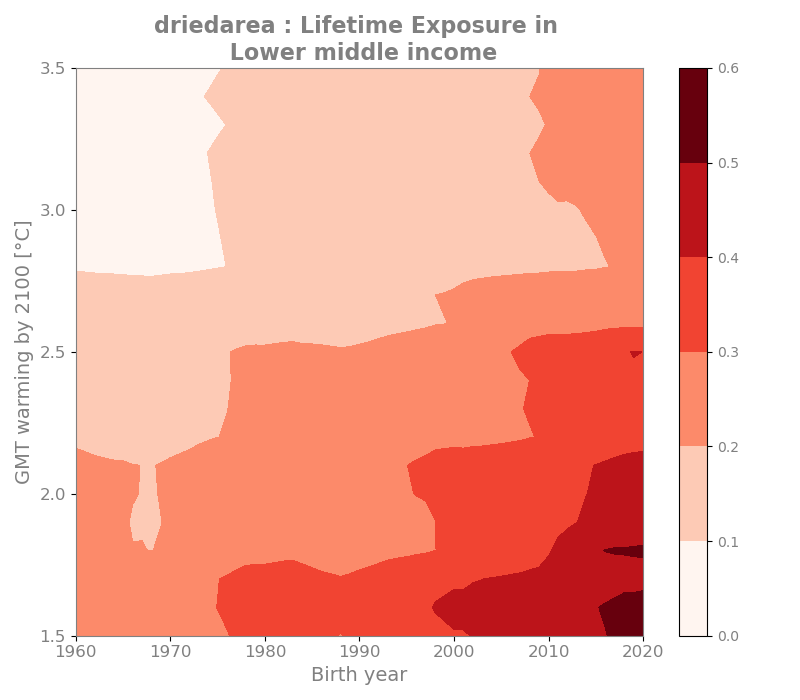 driedarea : Lifetime Exposure in
Lower middle income
GMT warming by 2100 [°C]
3.5
3.0
2.5
2.0
1.5
1960 1970 1980 1990 2000 2010 2020
Birth year
0.6
0.5
0.4
0.3
0.2
0.1
0.0